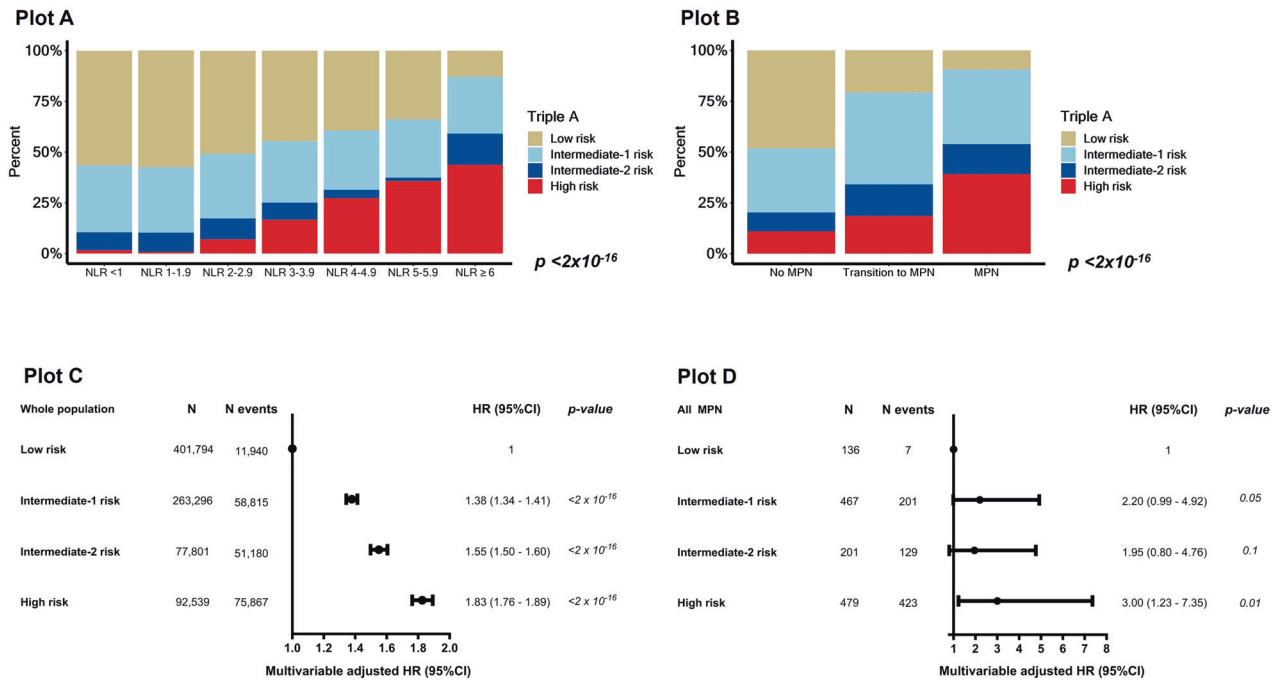 Plot A
100%
75%
50%
25%
0%
Percent
NLR <1 NLR 1-1.9 NLR 2-2.9 NLR 3-3.9 NLR 4-4.9 NLR 5-5.9 NLR ≥ 6
Triple A
Low risk
Intermediate-1 risk
Intermediate-2 risk
High risk
p <2x10⁻¹⁶
Plot B
100%
75%
50%
25%
0%
Percent
No MPN Transition to MPN MPN
Triple A
Low risk
Intermediate-1 risk
Intermediate-2 risk
High risk
p <2x10⁻¹⁶
Plot C
Whole population N N events HR (95%CI) p-value
Low risk 401,794 11,940 1
Intermediate-1 risk 263,296 58,815 1.38 (1.34 - 1.41) <2 x 10⁻¹⁶
Intermediate-2 risk 77,801 51,180 1.55 (1.50 - 1.60) <2 x 10⁻¹⁶
High risk 92,539 75,867 1.83 (1.76 - 1.89) <2 x 10⁻¹⁶
1.0 1.2 1.4 1.6 1.8 2.0
Multivariable adjusted HR (95%CI)
Plot D
All MPN N N events HR (95%CI) p-value
Low risk 136 7 1
Intermediate-1 risk 467 201 2.20 (0.99 - 4.92) 0.05
Intermediate-2 risk 201 129 1.95 (0.80 - 4.76) 0.1
High risk 479 423 3.00 (1.23 - 7.35) 0.01
1 2 3 4 5 6 7 8
Multivariable adjusted HR (95%CI)